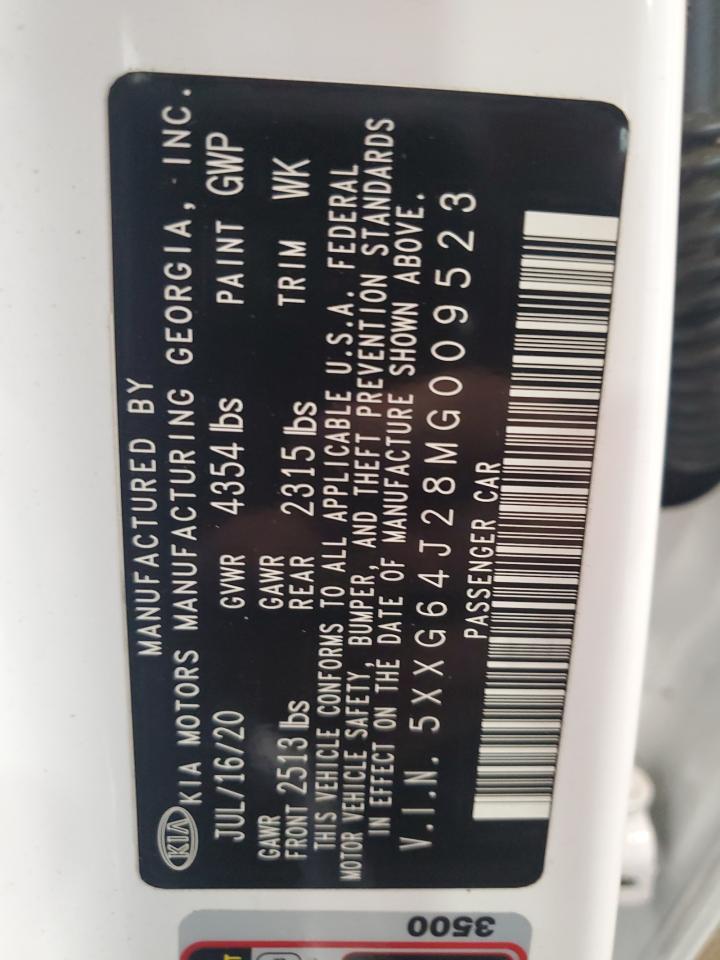 MANUFACTURED BY
KIA KIA MOTORS MANUFACTURING GEORGIA, INC.
JUL/16/20 GVWR 4354 lbs PAINT GWP
GAWR FRONT 2513 lbs GAWR REAR 2315 lbs TRIM WK
THIS VEHICLE CONFORMS TO ALL APPLICABLE U.S.A. FEDERAL
MOTOR VEHICLE SAFETY, BUMPER, AND THEFT PREVENTION STANDARDS
IN EFFECT ON THE DATE OF MANUFACTURE SHOWN ABOVE.
V.I.N. 5XXG64J28MG009523
PASSENGER CAR
3500